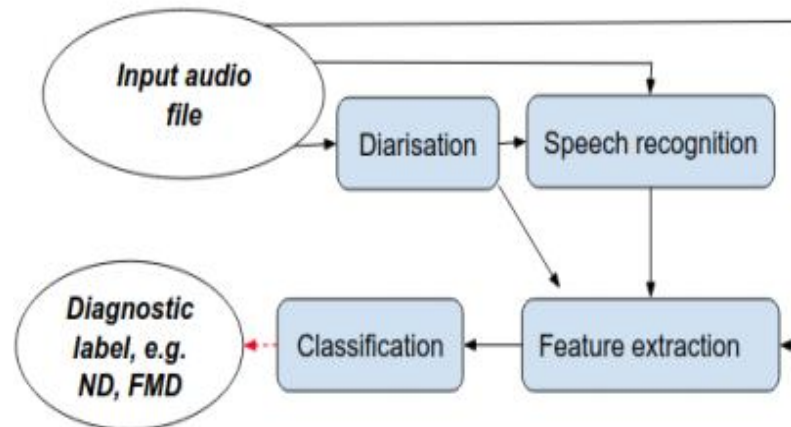 Input audio
file
Diarisation
Speech recognition
Diagnostic
label, e.g.
ND, FMD
Classification
Feature extraction